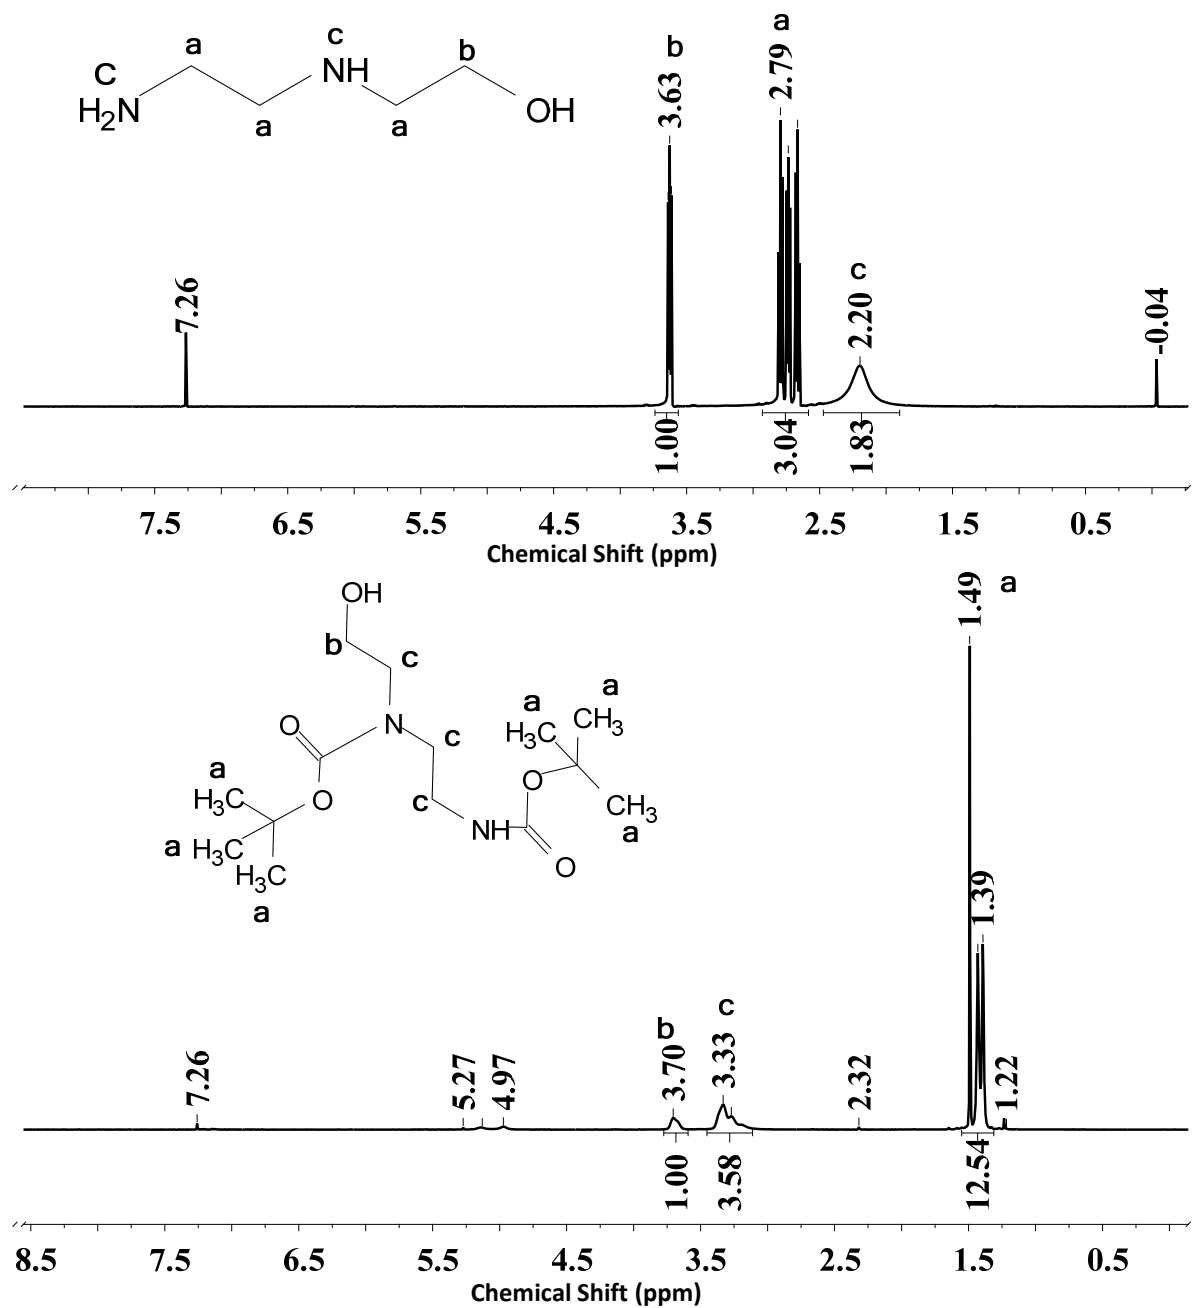 a c b
C
H₂N NH OH
a a
3.63 b
2.79 a
7.26
2.20 c
-0.04
1.00 3.04 1.83
7.5 6.5 5.5 4.5 3.5 2.5 1.5 0.5
Chemical Shift (ppm)
OH
b c
O N c
a a
H₃C CH₃
a
H₃C O c O CH₃
a H₃C NH a
H₃C O
a
7.26
5.27
4.97
b 3.70
c 3.33
2.32
1.49 a
1.39
1.22
1.00 3.58 12.54
8.5 7.5 6.5 5.5 4.5 3.5 2.5 1.5 0.5
Chemical Shift (ppm)